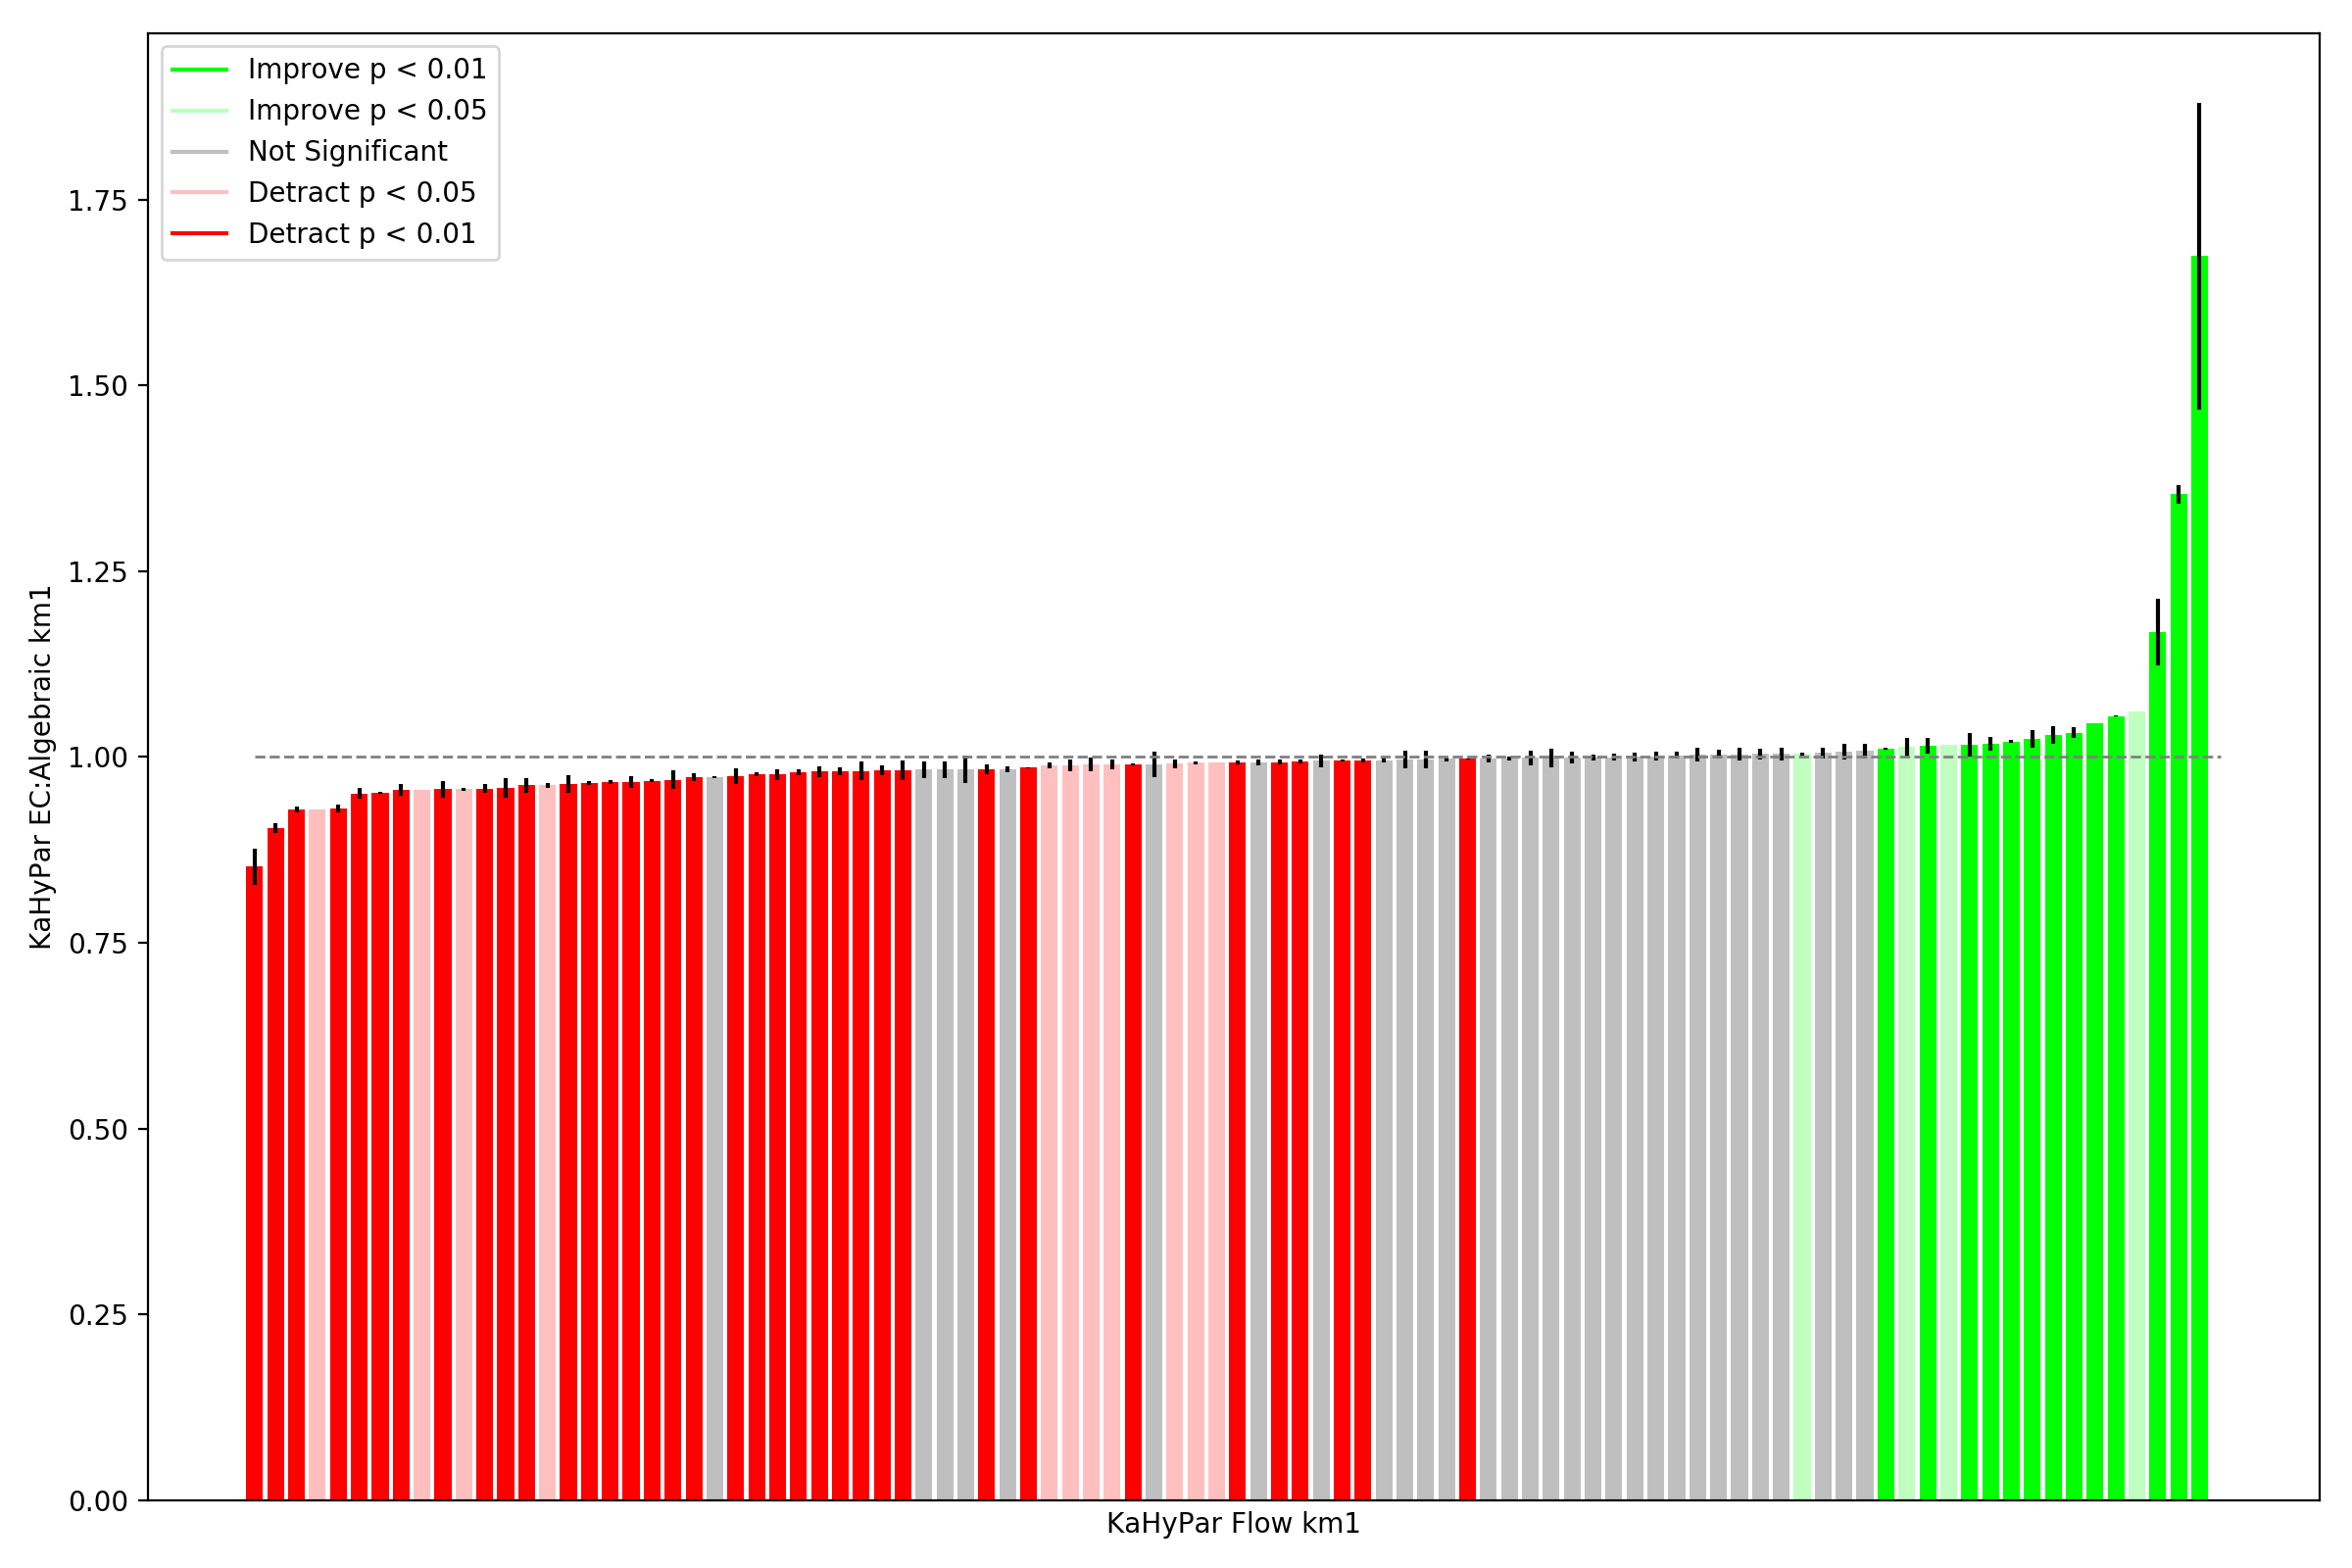 Improve p < 0.01
Improve p < 0.05
Not Significant
Detract p < 0.05
Detract p < 0.01
1.75
1.50
1.25
1.00
0.75
0.50
0.25
0.00
KaHyPar EC:Algebraic km1
KaHyPar Flow km1